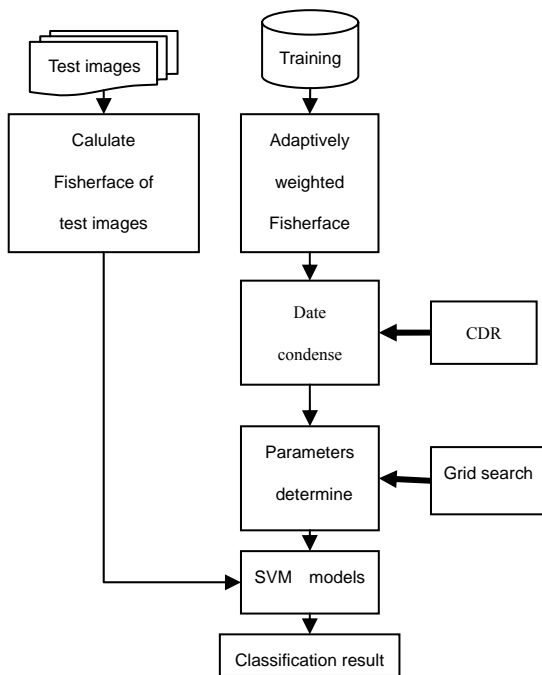 Test images
Training
Calulate
Fisherface of
test images
Adaptively
weighted
Fisherface
Date
condense
CDR
Parameters
determine
Grid search
SVM models
Classification result